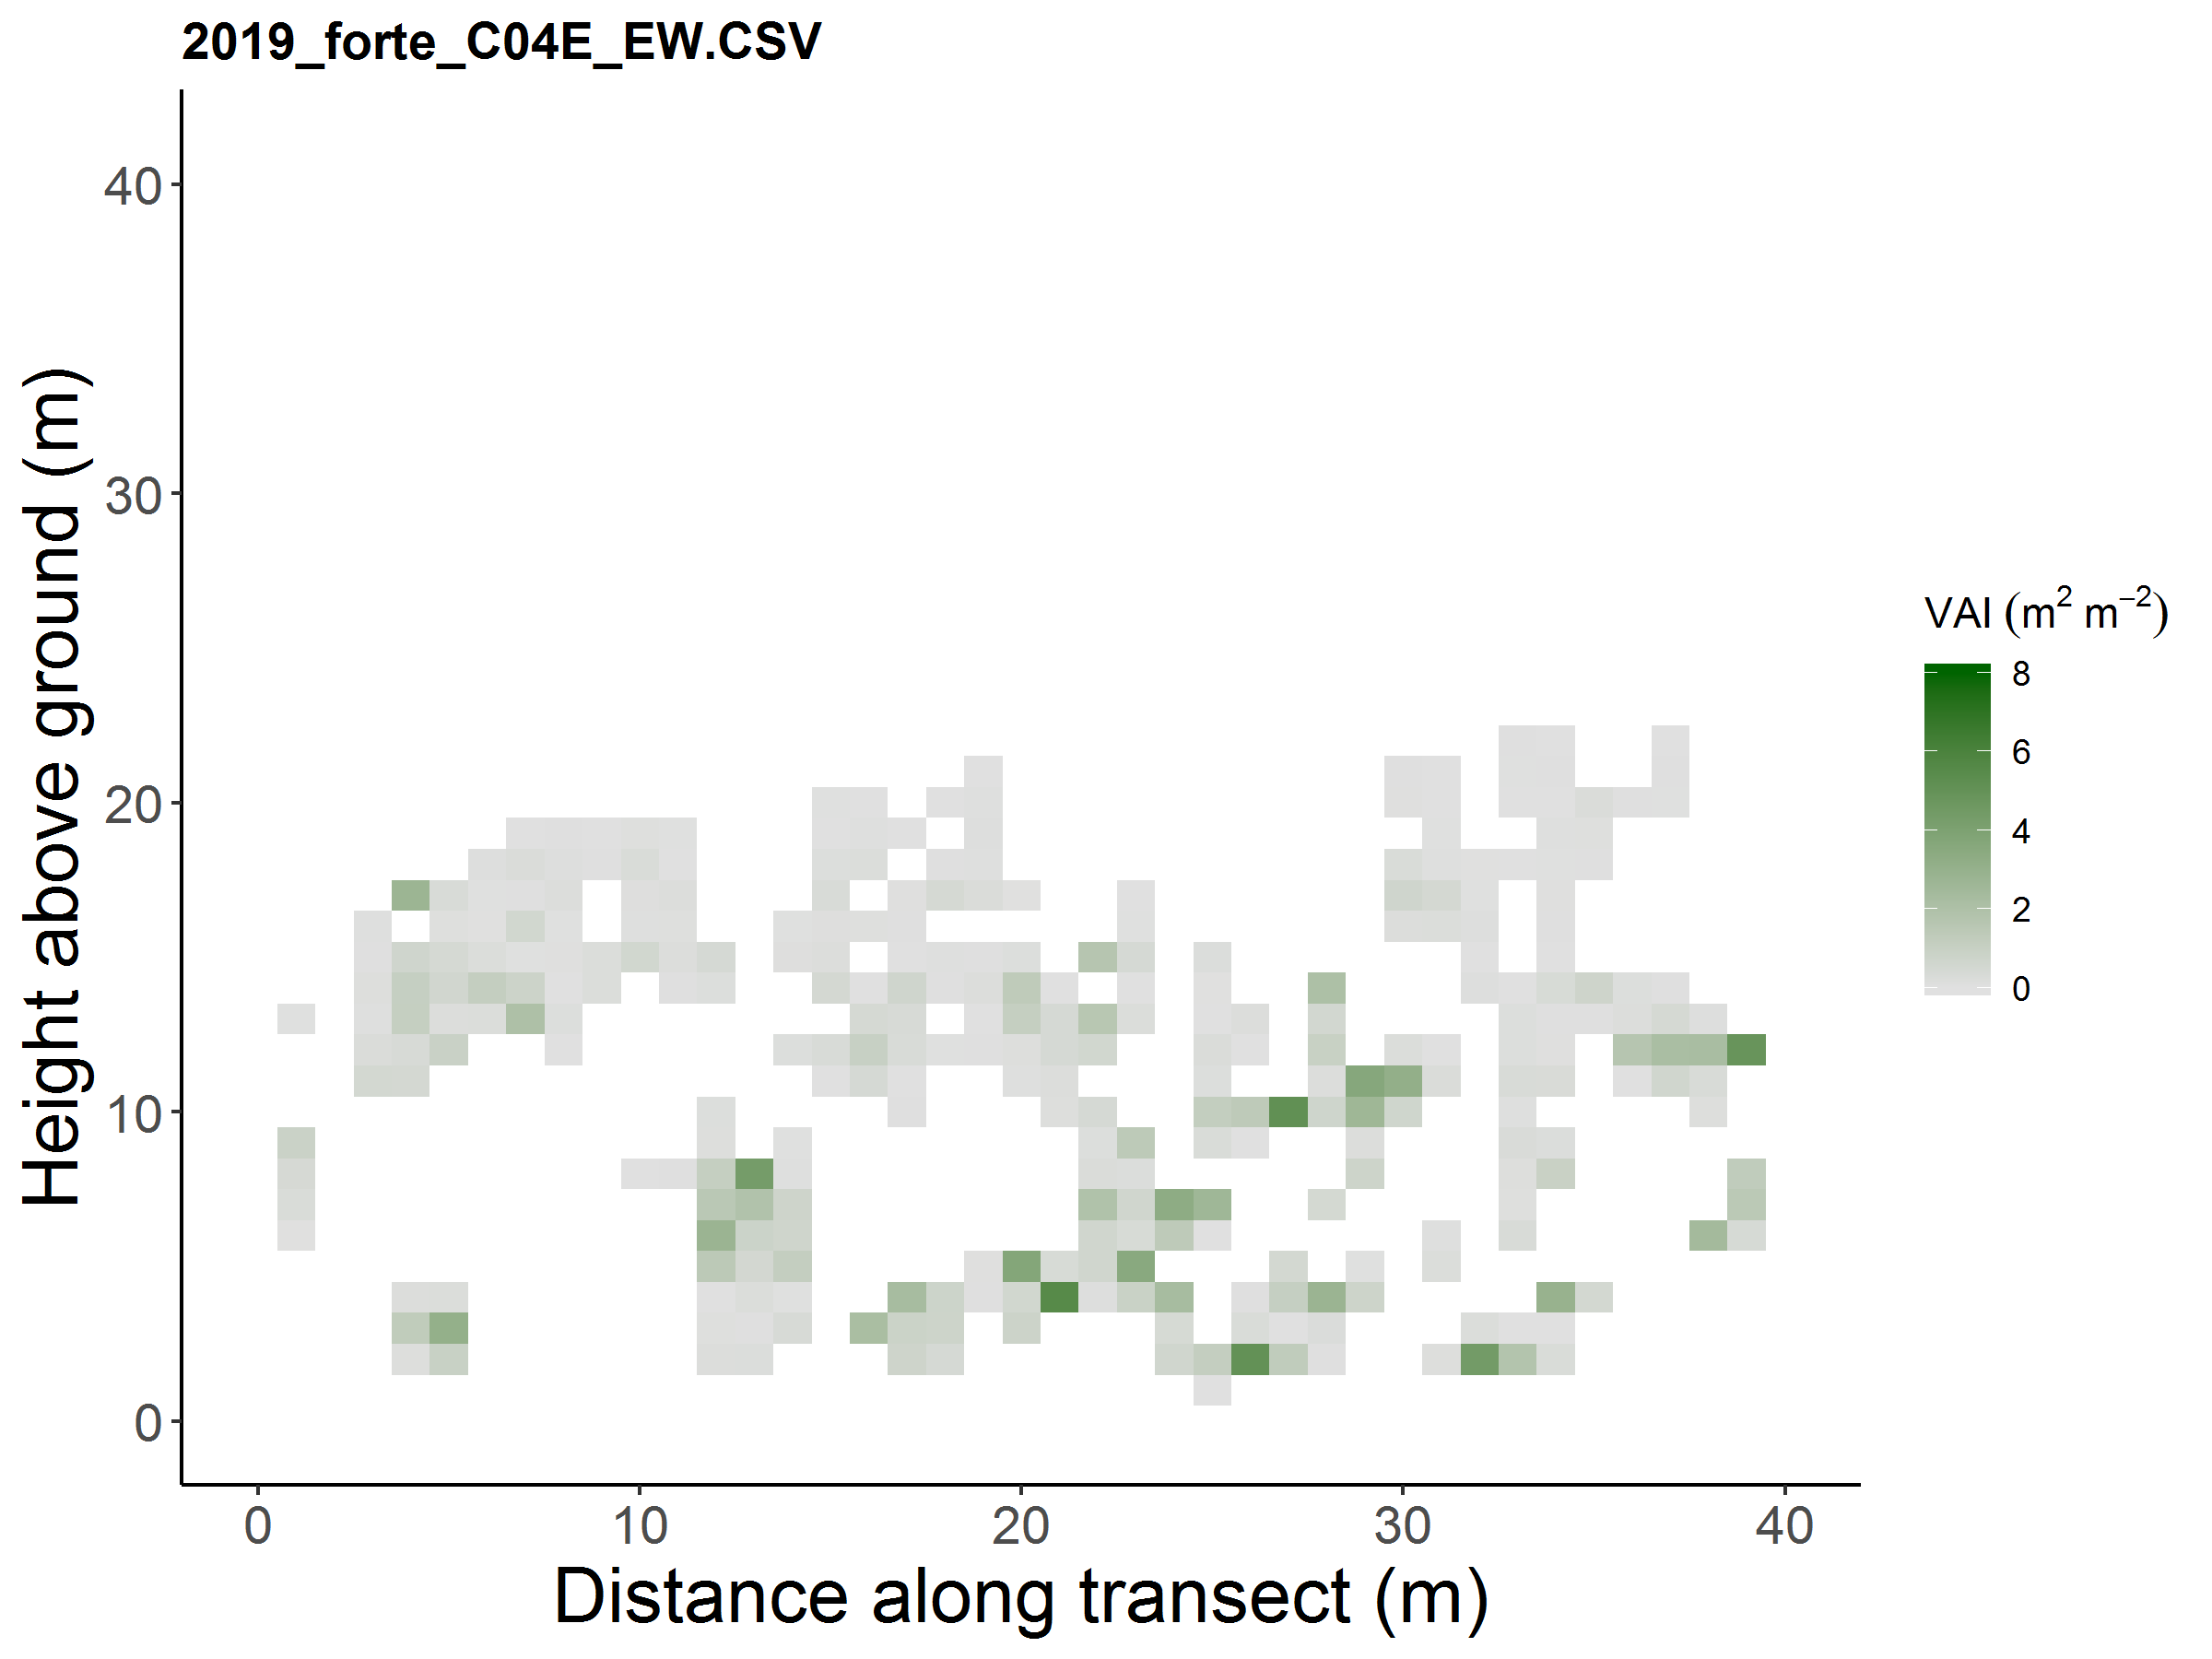 2019_forte_C04E_EW.CSV
Height above ground (m)
40
30
20
10
0
0 10 20 30 40
Distance along transect (m)
VAI (m² m⁻²)
8
6
4
2
0